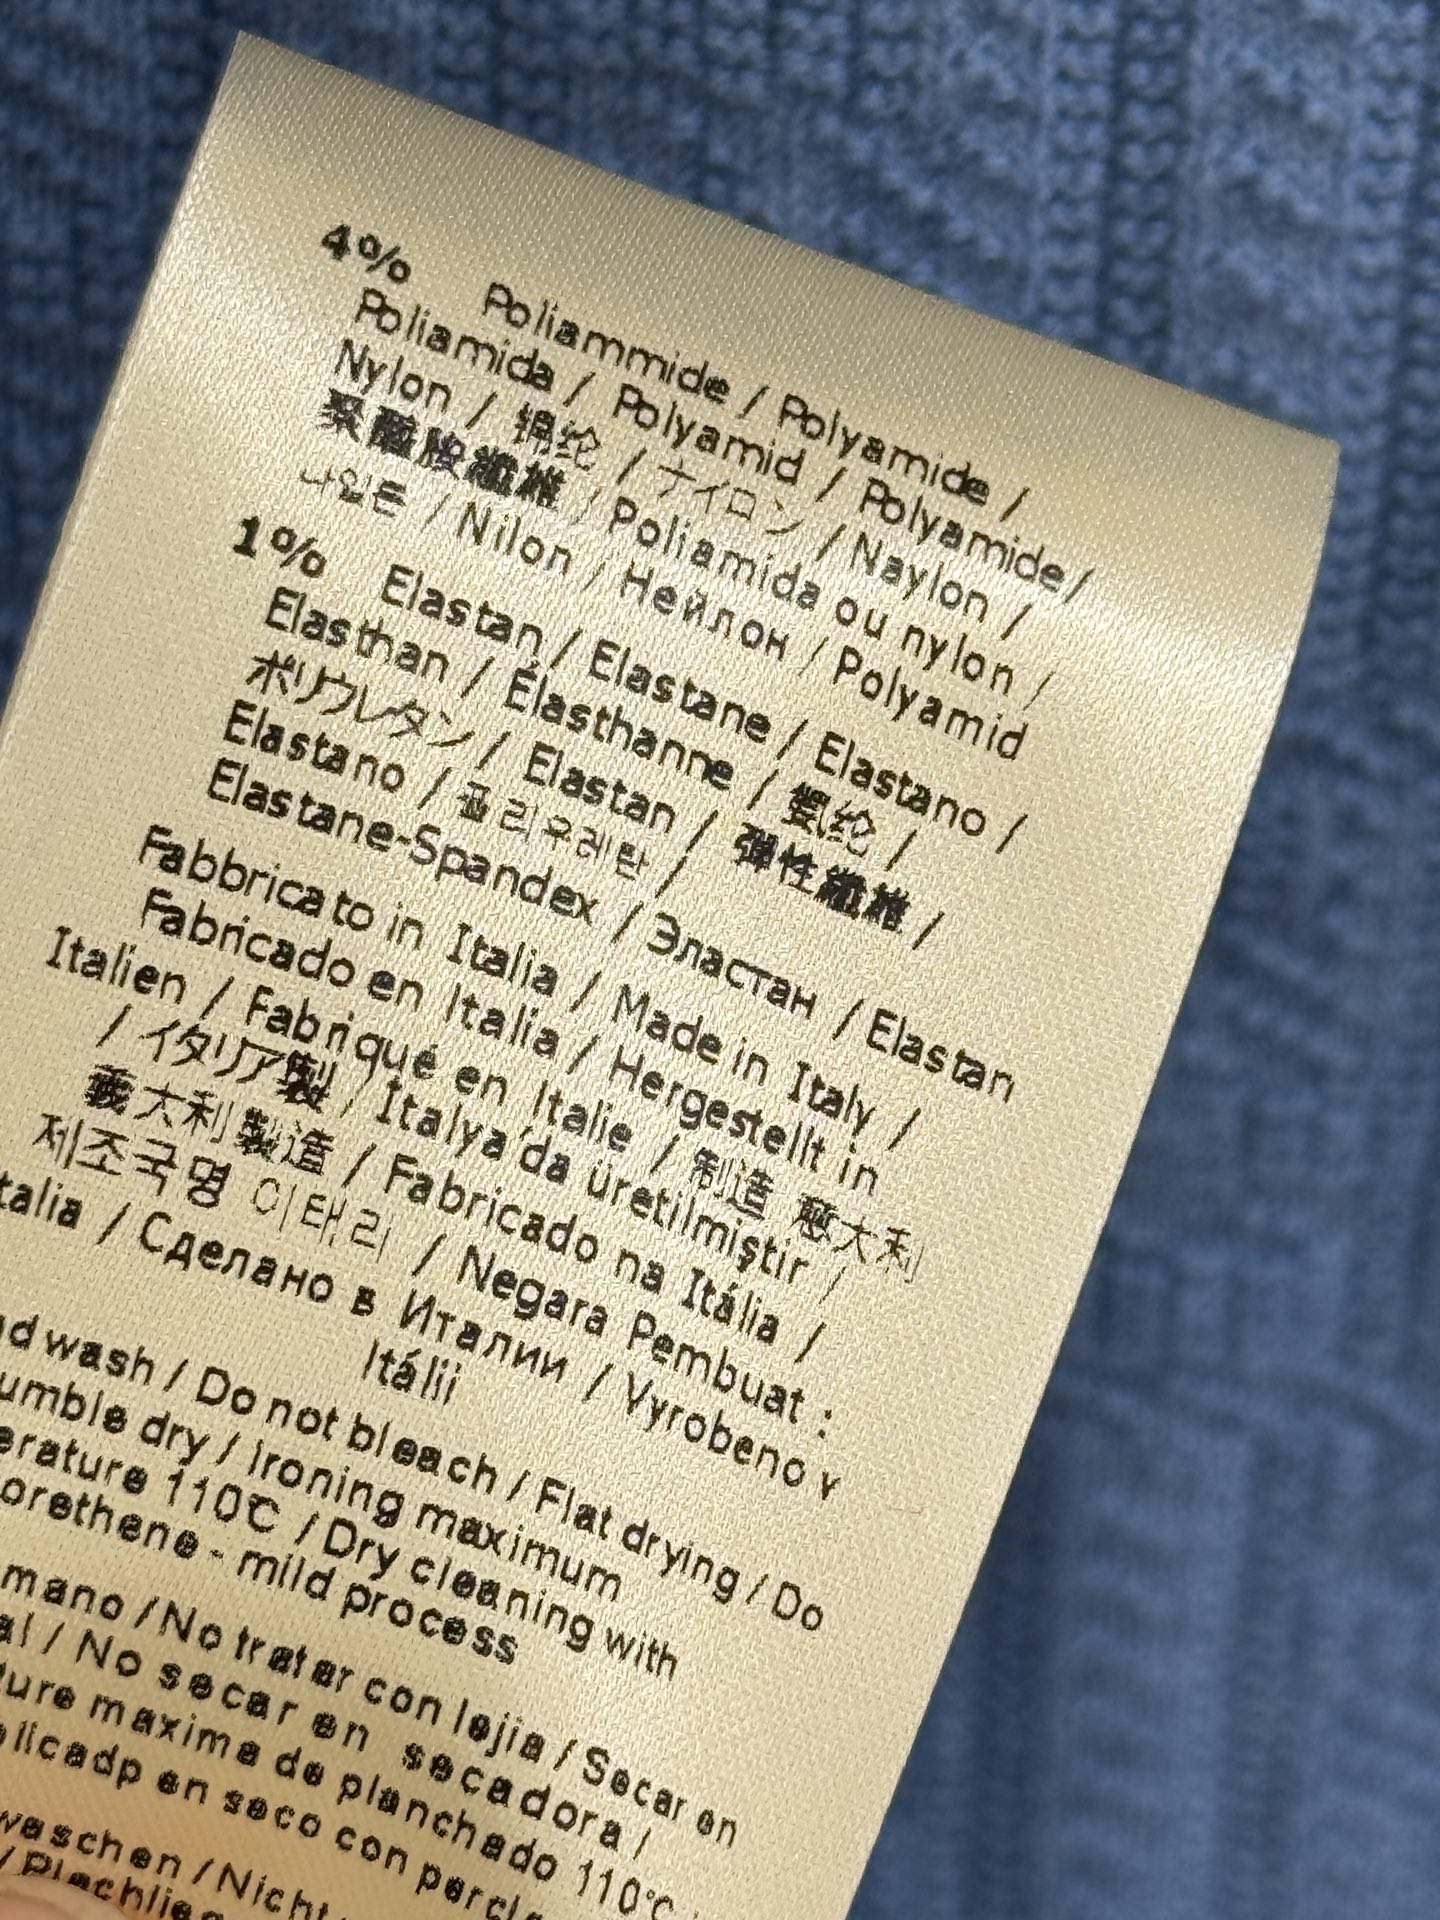 4% Poliammide / Polyamide /
Poliamida / Polyamid / Polyamide/
Nylon / 锦纶 / ナイロン / Naylon /
聚醯胺纖維 / Poliamida ou nylon /
나일론 / Nilon / Нейлон / Polyamid
1% Elastan / Elastane / Elastano /
Elasthan / Élasthanne / 氨纶 /
ポリウレタン / Elastan / 彈性纖維 /
Elastano / 폴리우레탄 /
Elastane-Spandex / Эластан / Elastan
Fabbricato in Italia / Made in Italy /
Fabricado en Italia / Hergestellt in
Italien / Fabriqué en Italie / 制造 意大利
/ イタリア製 / Italya'da üretilmiştir /
義大利製造 / Fabricado na Itália /
제조국명 이태리 / Negara Pembuat :
talia / Сделано в Италии / Vyrobeno v
Itálii
wash / Do not bleach / Flat drying / Do
umble dry / Ironing maximum
erature 110℃ / Dry cleaning with
orethene - mild process
mano / No tratar con lejia / Secar en
al / No secar en secadora /
ture maxima de planchado 110℃
licadp en seco con percl
waschen / Nicht